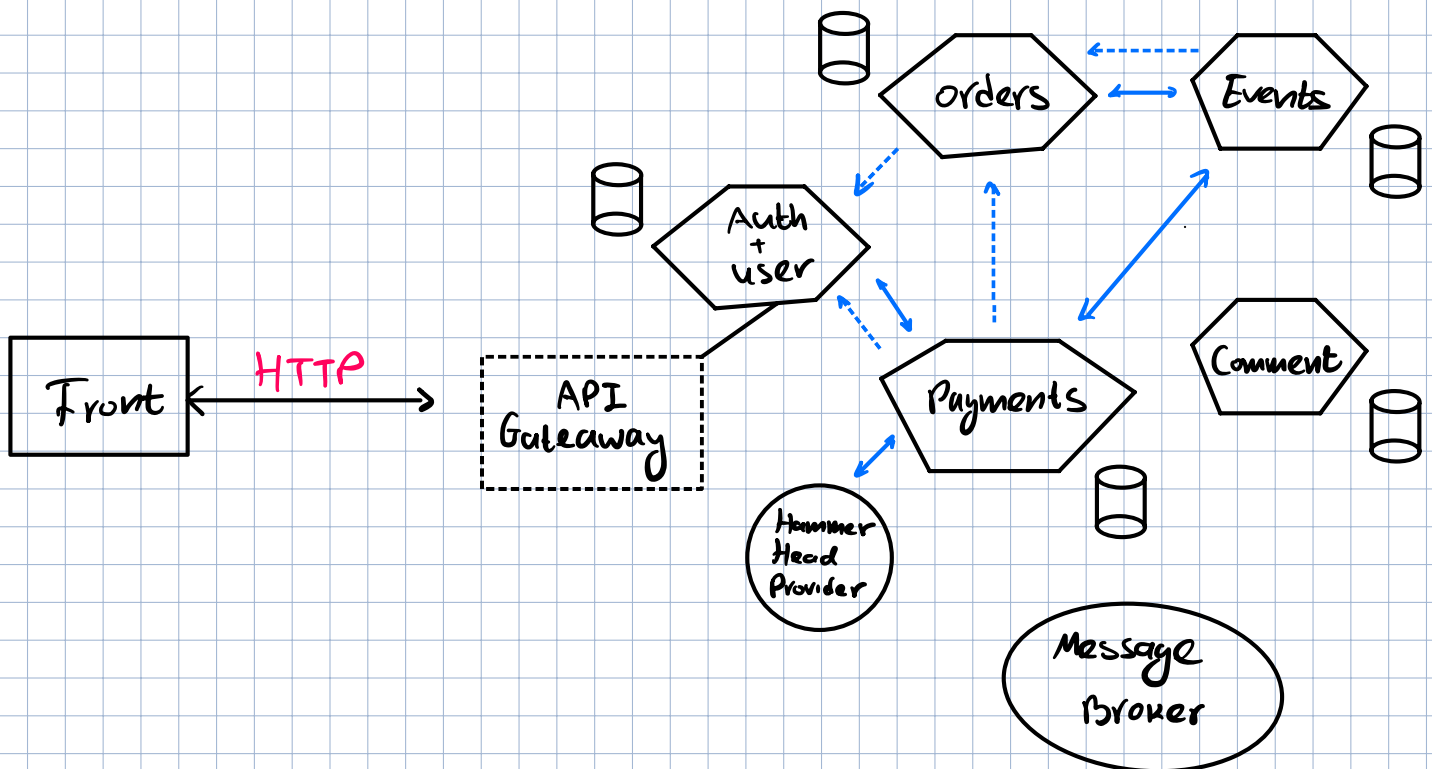 Orders
Events
Auth
+
user
HTTP
Front
API
Gateaway
Payments
Comment
Hammer
Head
Provider
Message
Broker